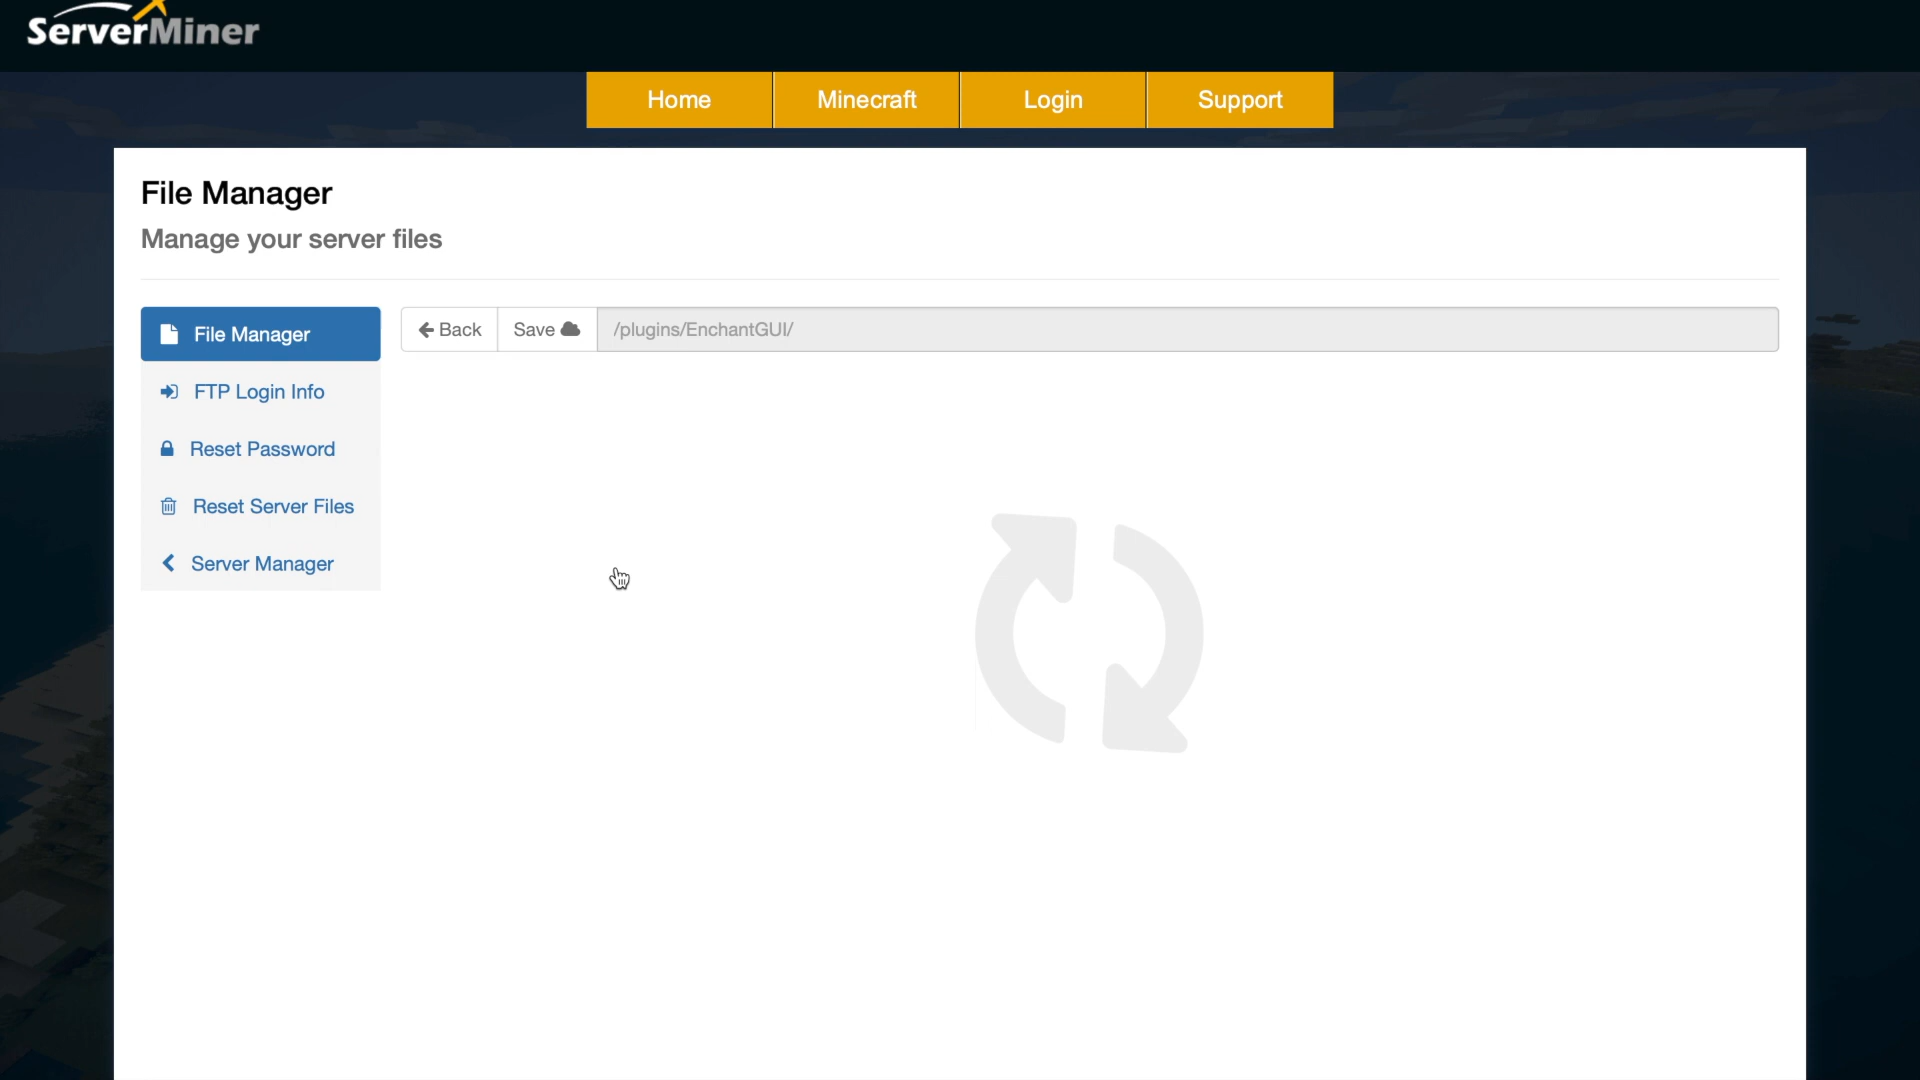 ServerMiner
Home Minecraft Login Support
File Manager
Manage your server files
File Manager
Back Save /plugins/EnchantGUI/
FTP Login Info
Reset Password
Reset Server Files
Server Manager